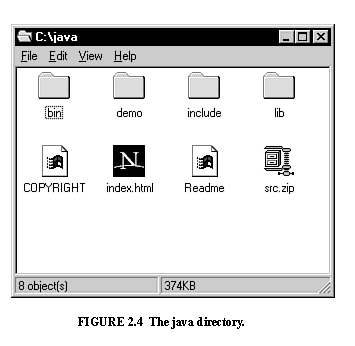 C:\java
File Edit View Help
bin demo include lib
N
COPYRIGHT index.html Readme src.zip
8 object(s) 374KB
FIGURE 2.4 The java directory.